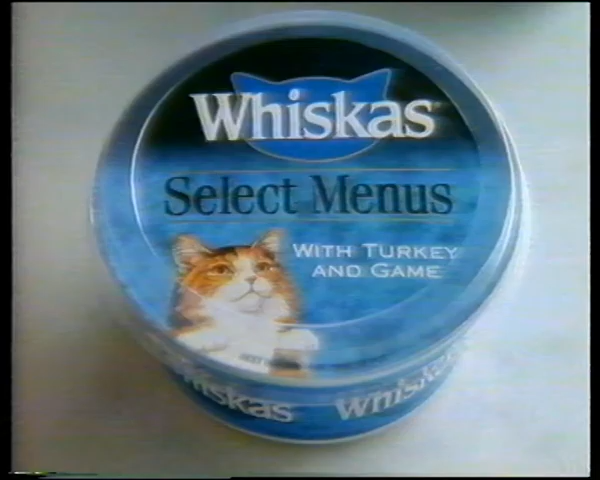 Whiskas
Select Menus
WITH TURKEY
AND GAME
Whiskas
Whiskas